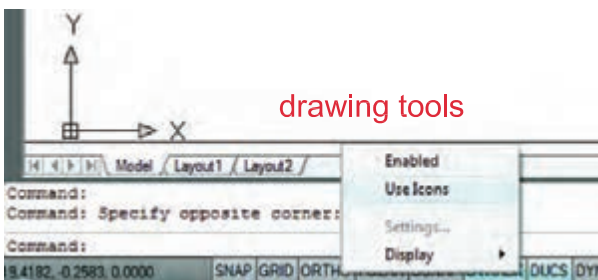 Y
drawing tools
X
Model / Layout1 / Layout2 /
Enabled
Use Icons
Settings...
Display
Command:
Command: Specify opposite corner:
Command:
9.4182, -0.2583, 0.0000 SNAP GRID ORTHO DUCS DYN